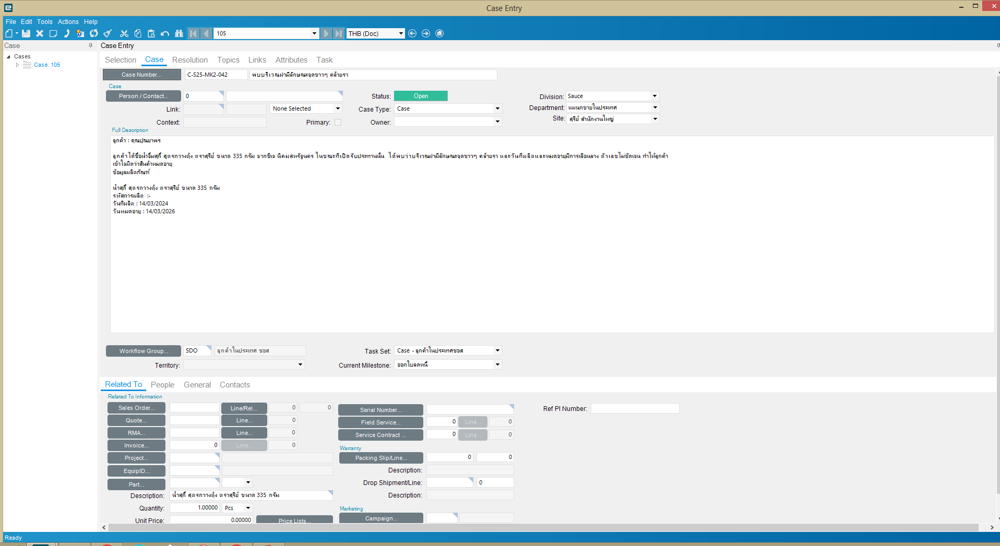 Case Entry
File Edit Tools Actions Help
105 THB (Doc)
Case
Case Entry
Cases
Case: 105
Selection Case Resolution Topics Links Attributes Task
Case Number... C-S25-MK2-042 พบบริเวณฝามีลักษณะจุดขาวๆ คล้ายรา
Case
Person / Contact... 0 Status: Open Division: Sauce
Link: None Selected Case Type: Case Department: แผนกขายในประเทศ
Context: Primary: Owner: Site: สุรีย์ สำนักงานใหญ่
Full Description
ลูกค้า : คุณปุณยาพร
ลูกค้าได้ซื้อน้ำจิ้มสุกี้ สูตรกวางตุ้ง ตราสุรีย์ ขนาด 335 กรัม จากซีเจ นิคมสหรัฐนคร ในขณะที่เปิดรับประทานนั้น ได้พบว่าบริเวณฝามีลักษณะจุดขาวๆ คล้ายรา และวันที่ผลิตและหมดอายุมีการเลือนลาง ตัวเลขไม่ชัดเจน ทำให้ลูกค้า
เข้าใจผิดว่าสินค้าหมดอายุ
ข้อมูลผลิตภัณฑ์
น้ำสุกี้ สูตรกวางตุ้ง ตราสุรีย์ ขนาด 335 กรัม
รหัสการผลิต :-
วันที่ผลิต : 14/03/2024
วันหมดอายุ : 14/03/2026
Workflow Group... SDO ลูกค้าในประเทศ ซอส Task Set: Case - ลูกค้าในประเทศซอส
Territory: Current Milestone: ออกใบลดหนี้
Related To People General Contacts
Related To Information
Sales Order... Line/Rel... 0 0 Serial Number... Ref PI Number:
Quote... Line... 0 Field Service... 0 Line... 0
RMA... Line... 0 Service Contract ... 0 Line... 0
Invoice... 0 Line... 0 Warranty
Project... Packing Slip/Line... 0 0
EquipID... Description:
Part... Drop Shipment/Line: 0
Description: น้ำสุกี้ สูตรกวางตุ้ง ตราสุรีย์ ขนาด 335 กรัม Description:
Quantity: 1.00000 Pcs Marketing
Unit Price: 0.00000 Price Lists... Campaign...
Ready